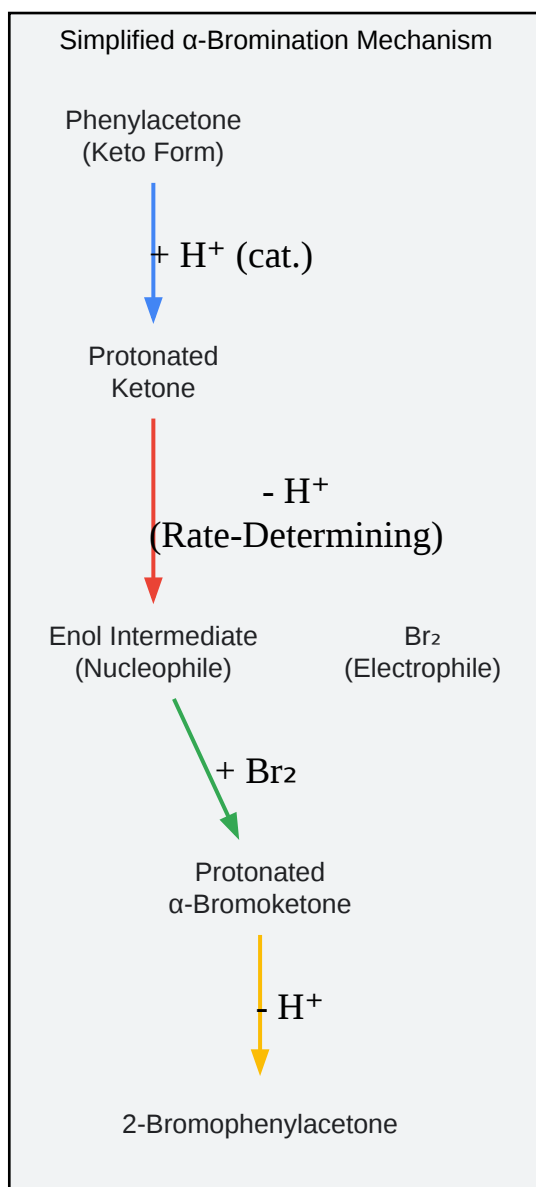 Simplified α-Bromination Mechanism
Phenylacetone
(Keto Form)
+ H⁺ (cat.)
Protonated
Ketone
- H⁺
(Rate-Determining)
Enol Intermediate
(Nucleophile)
Br₂
(Electrophile)
+ Br₂
Protonated
α-Bromoketone
- H⁺
2-Bromophenylacetone